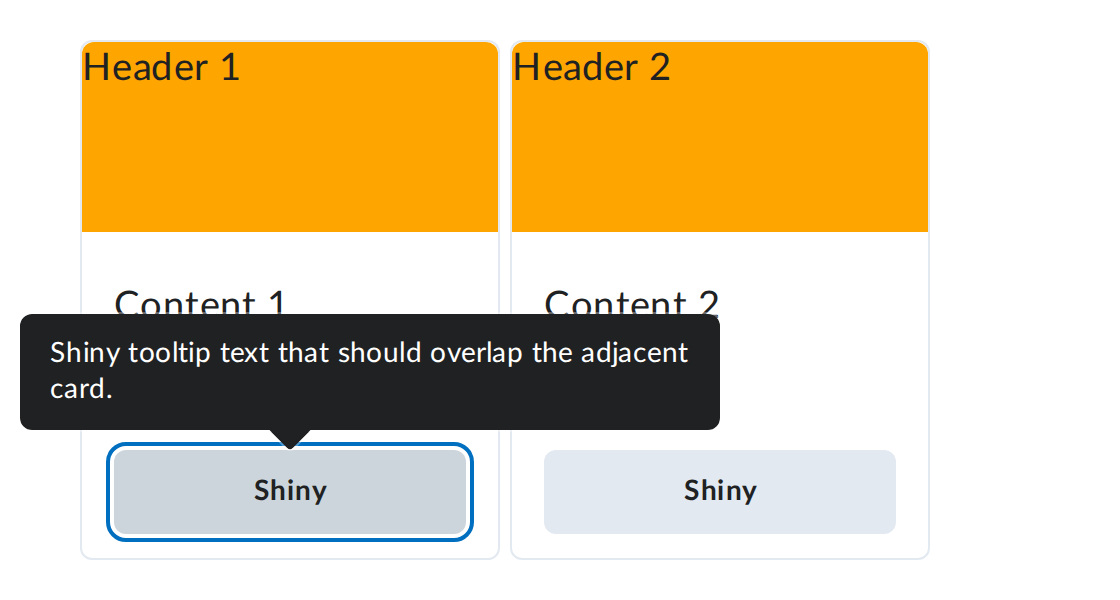 Header 1
Header 2
Content 1
Content 2
Shiny tooltip text that should overlap the adjacent
card.
Shiny
Shiny